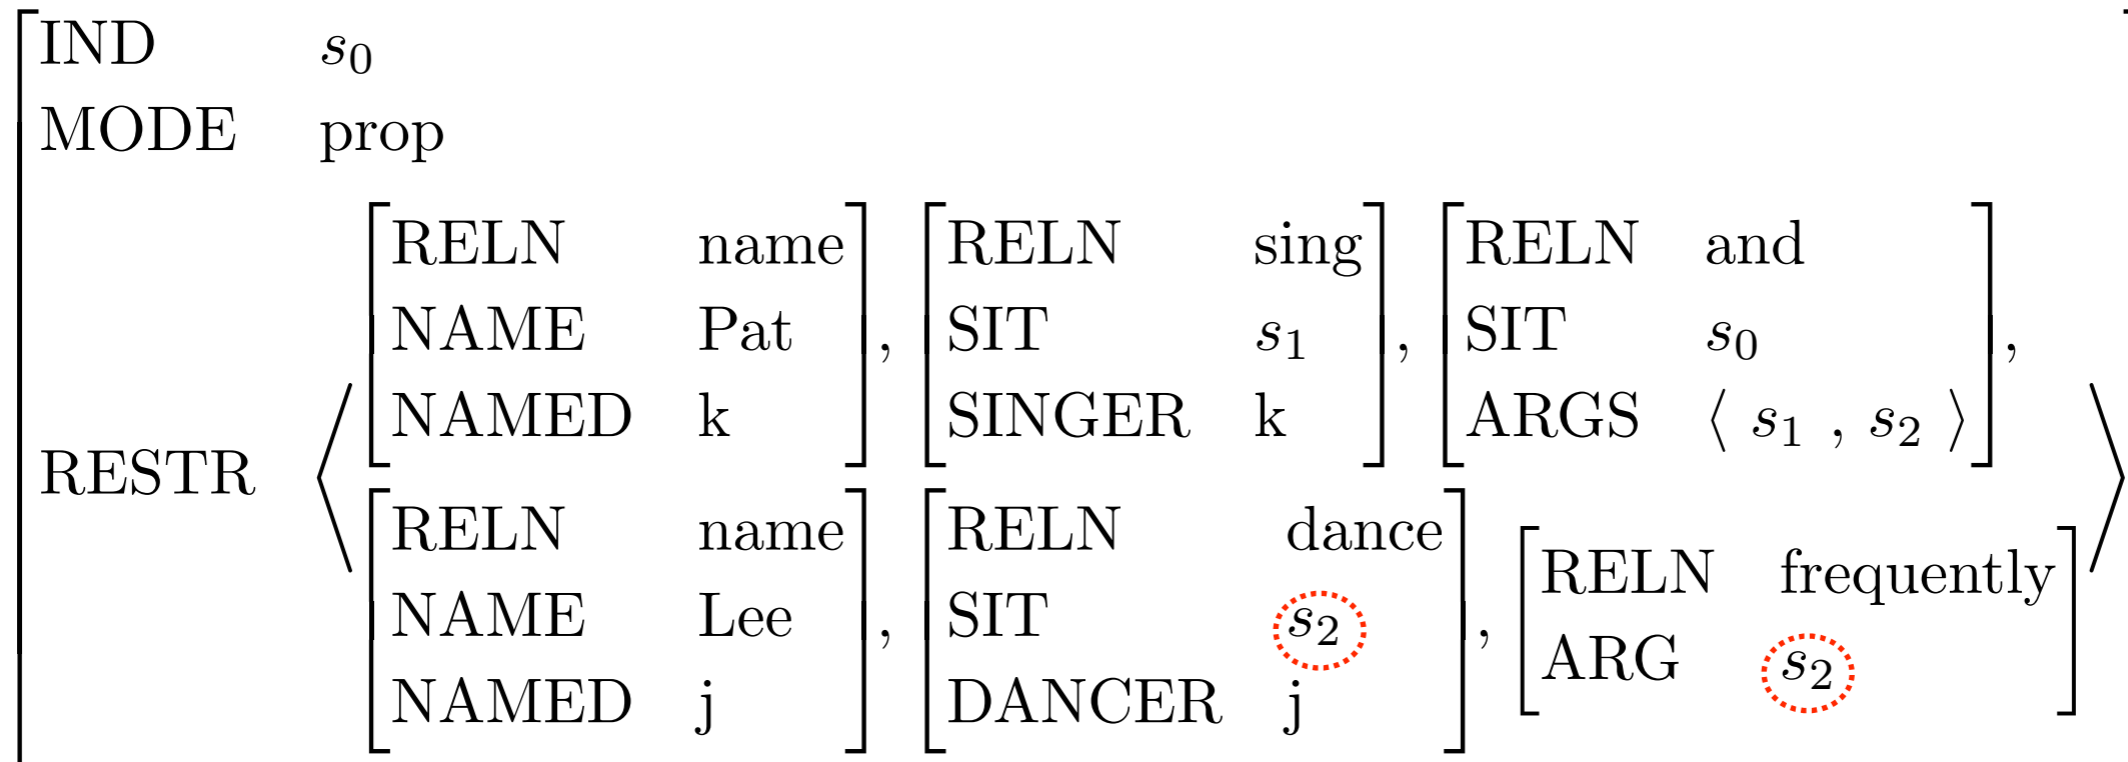 IND s₀
MODE prop
RESTR ⟨ [RELN name, NAME Pat, NAMED k], [RELN sing, SIT s₁, SINGER k], [RELN and, SIT s₀, ARGS ⟨ s₁ , s₂ ⟩],
[RELN name, NAME Lee, NAMED j], [RELN dance, SIT s₂, DANCER j], [RELN frequently, ARG s₂] ⟩